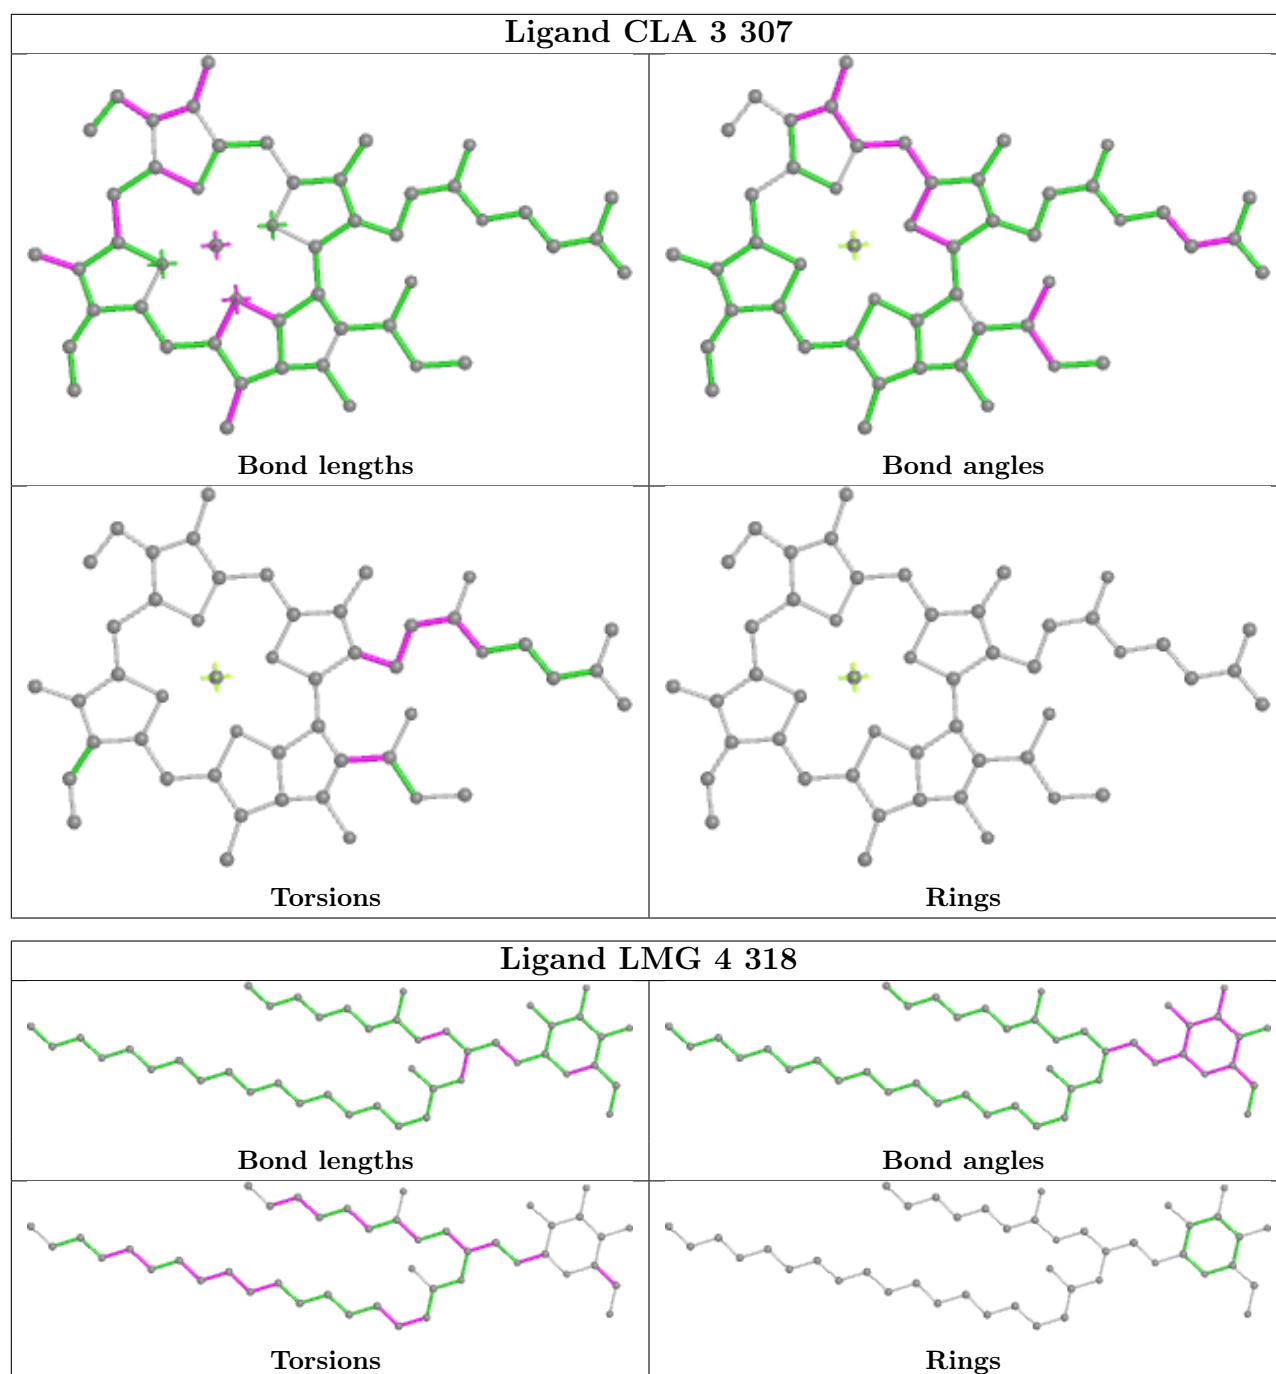 Ligand CLA 3 307
Bond lengths
Bond angles
Torsions
Rings
Ligand LMG 4 318
Bond lengths
Bond angles
Torsions
Rings